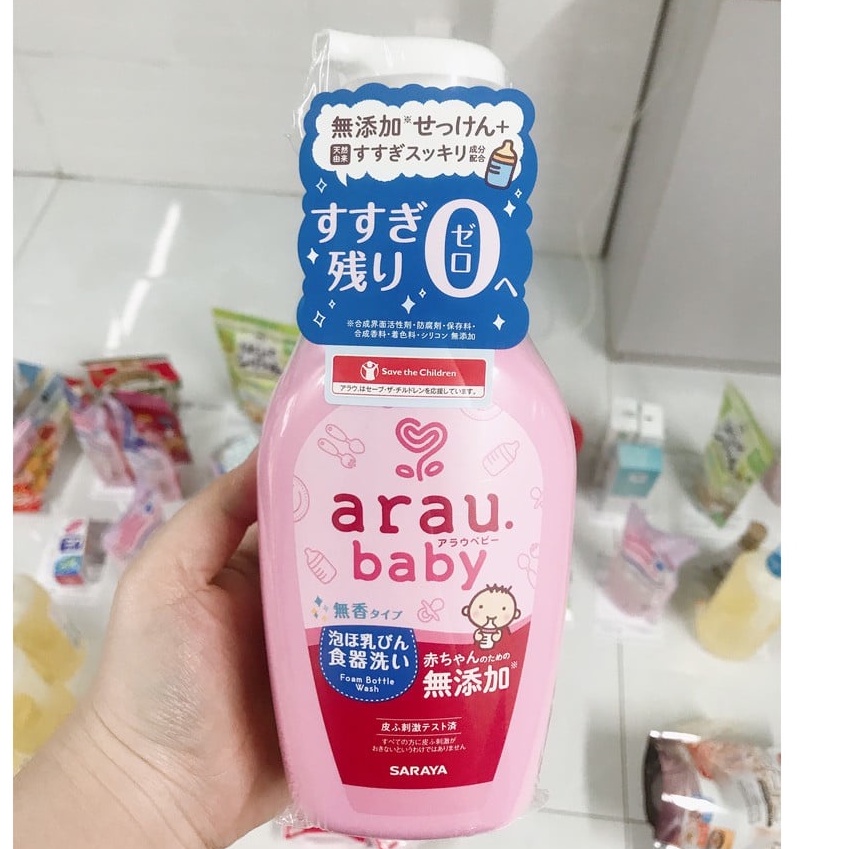 無添加※せっけん+
天然由来 すすぎスッキリ 成分配合
すすぎ
残り
0
ゼロ
へ
※合成界面活性剤・防腐剤・保存料・
合成香料・着色料・シリコン 無添加
Save the Children
アラウ.はセーブ・ザ・チルドレンを応援しています。
arau.
アラウベビー
baby
無香タイプ
泡ほ乳びん
食器洗い
Foam Bottle
Wash
赤ちゃんのための
無添加※
皮ふ刺激テスト済
すべての方に皮ふ刺激が
おきないというわけではありません
SARAYA